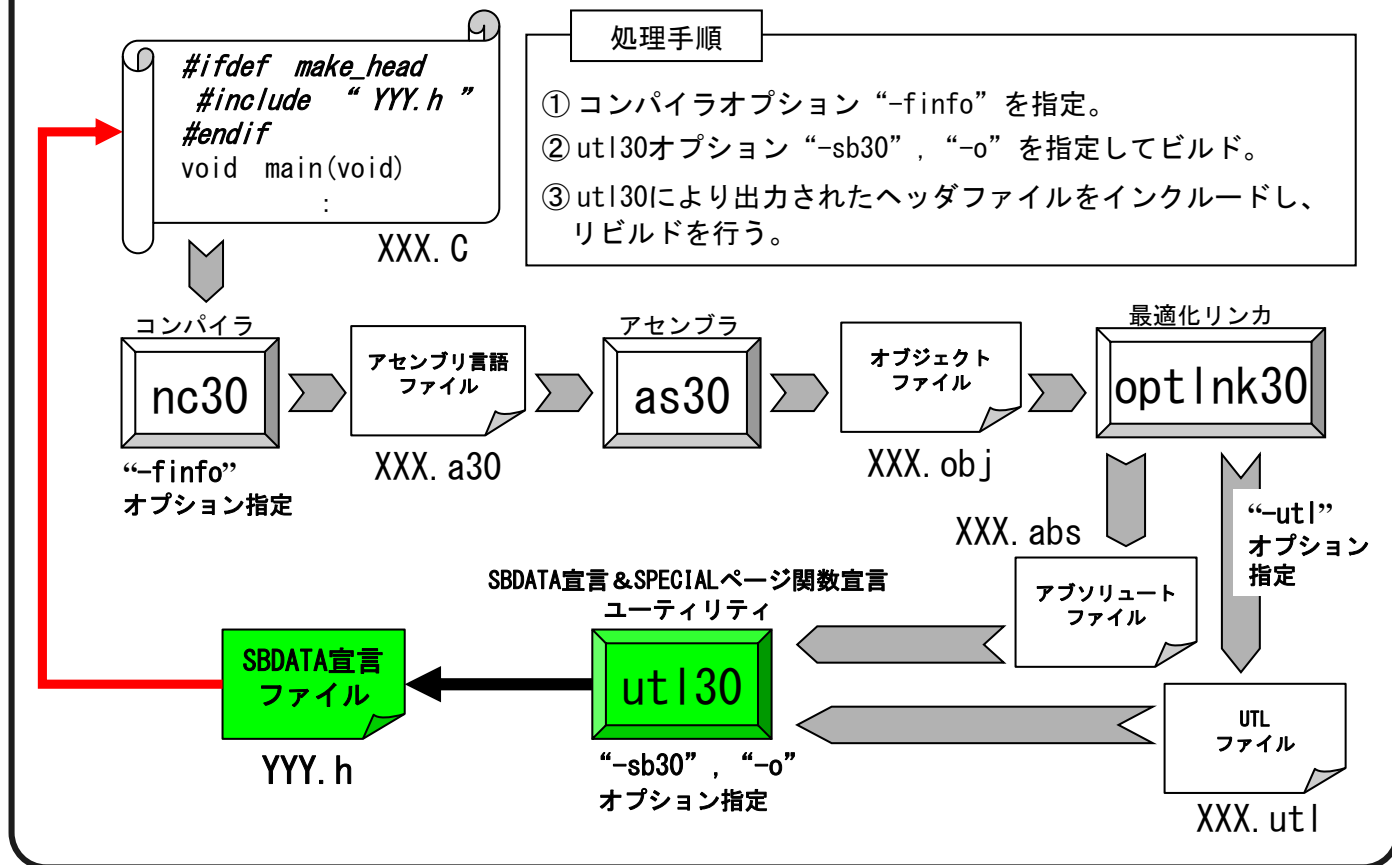 #ifdef make_head
#include “ YYY.h ”
#endif
void main(void)
:
XXX.C
処理手順
① コンパイラオプション“-finfo”を指定。
② utl30オプション“-sb30”, “-o”を指定してビルド。
③ utl30により出力されたヘッダファイルをインクルードし、
リビルドを行う。
コンパイラ
nc30
“-finfo”
オプション指定
アセンブリ言語
ファイル
XXX.a30
アセンブラ
as30
オブジェクト
ファイル
XXX.obj
最適化リンカ
optlnk30
XXX.abs
アブソリュート
ファイル
“-utl”
オプション
指定
UTL
ファイル
XXX.utl
SBDATA宣言&SPECIALページ関数宣言
ユーティリティ
utl30
“-sb30”, “-o”
オプション指定
SBDATA宣言
ファイル
YYY.h